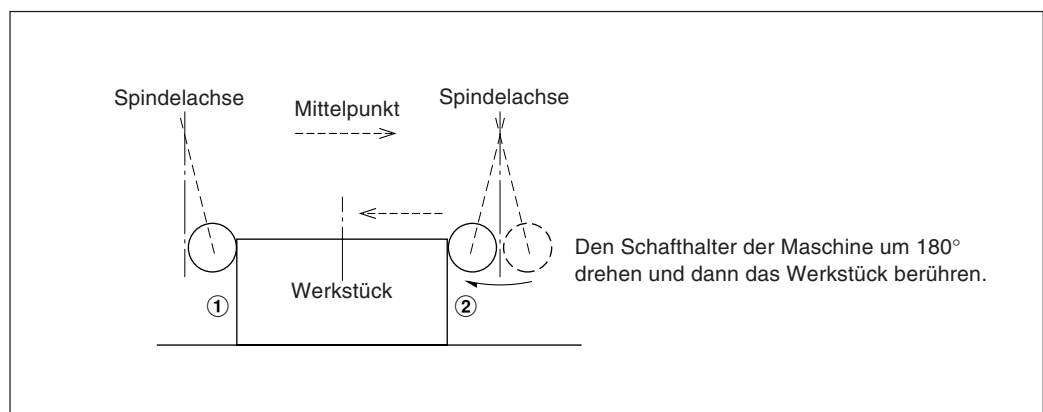 Spindelachse
Mittelpunkt
Spindelachse
Den Schafthalter der Maschine um 180°
drehen und dann das Werkstück berühren.
Werkstück
①
②